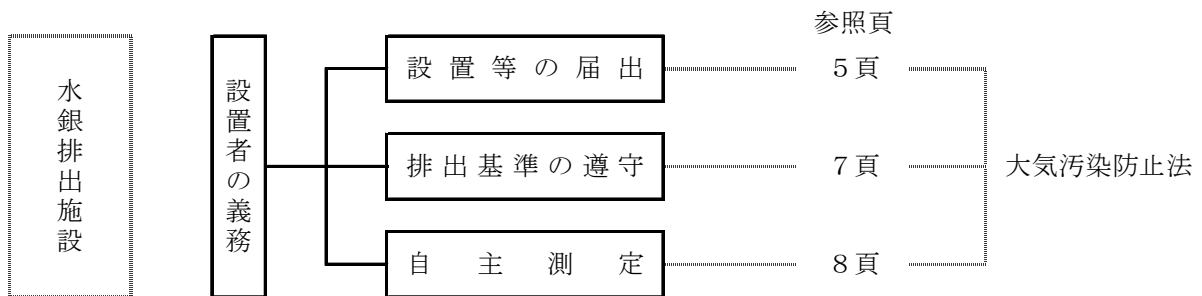 参照頁
水銀排出施設
設置者の義務
設置等の届出
5頁
排出基準の遵守
7頁
大気汚染防止法
自主測定
8頁